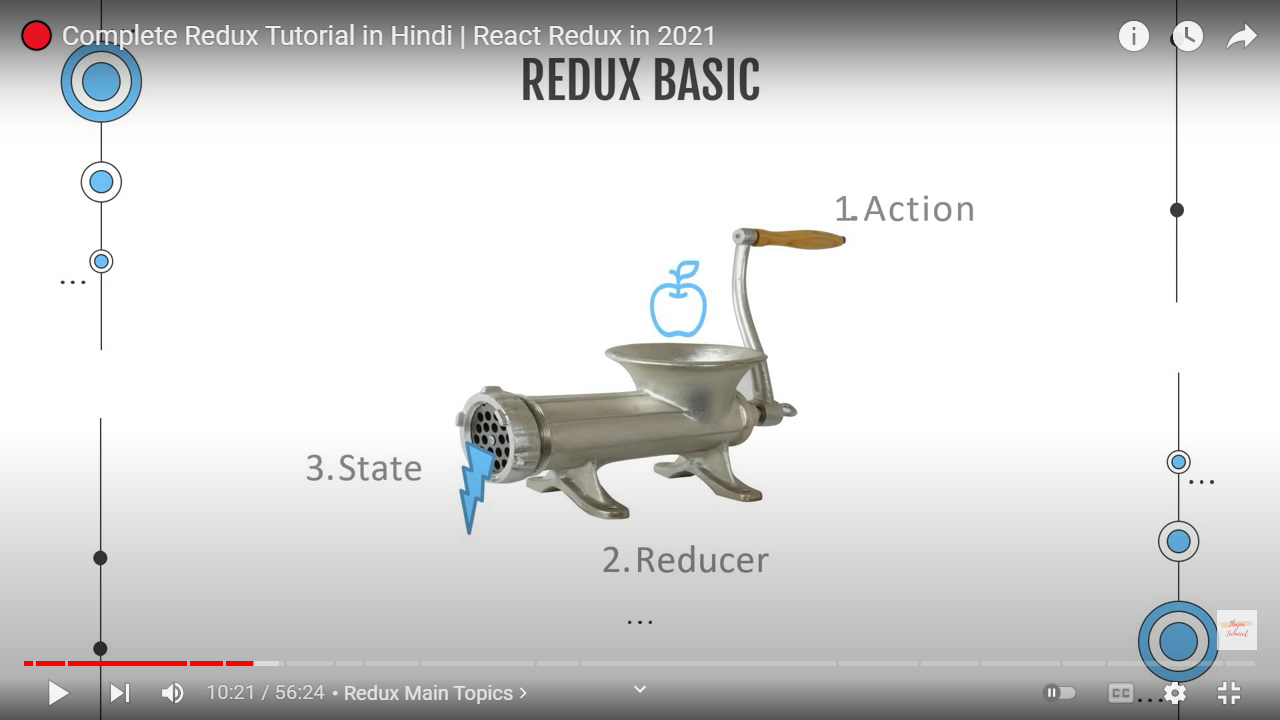 Complete Redux Tutorial in Hindi | React Redux in 2021
REDUX BASIC
1.Action
3.State
2.Reducer
10:21 / 56:24 • Redux Main Topics >
CC